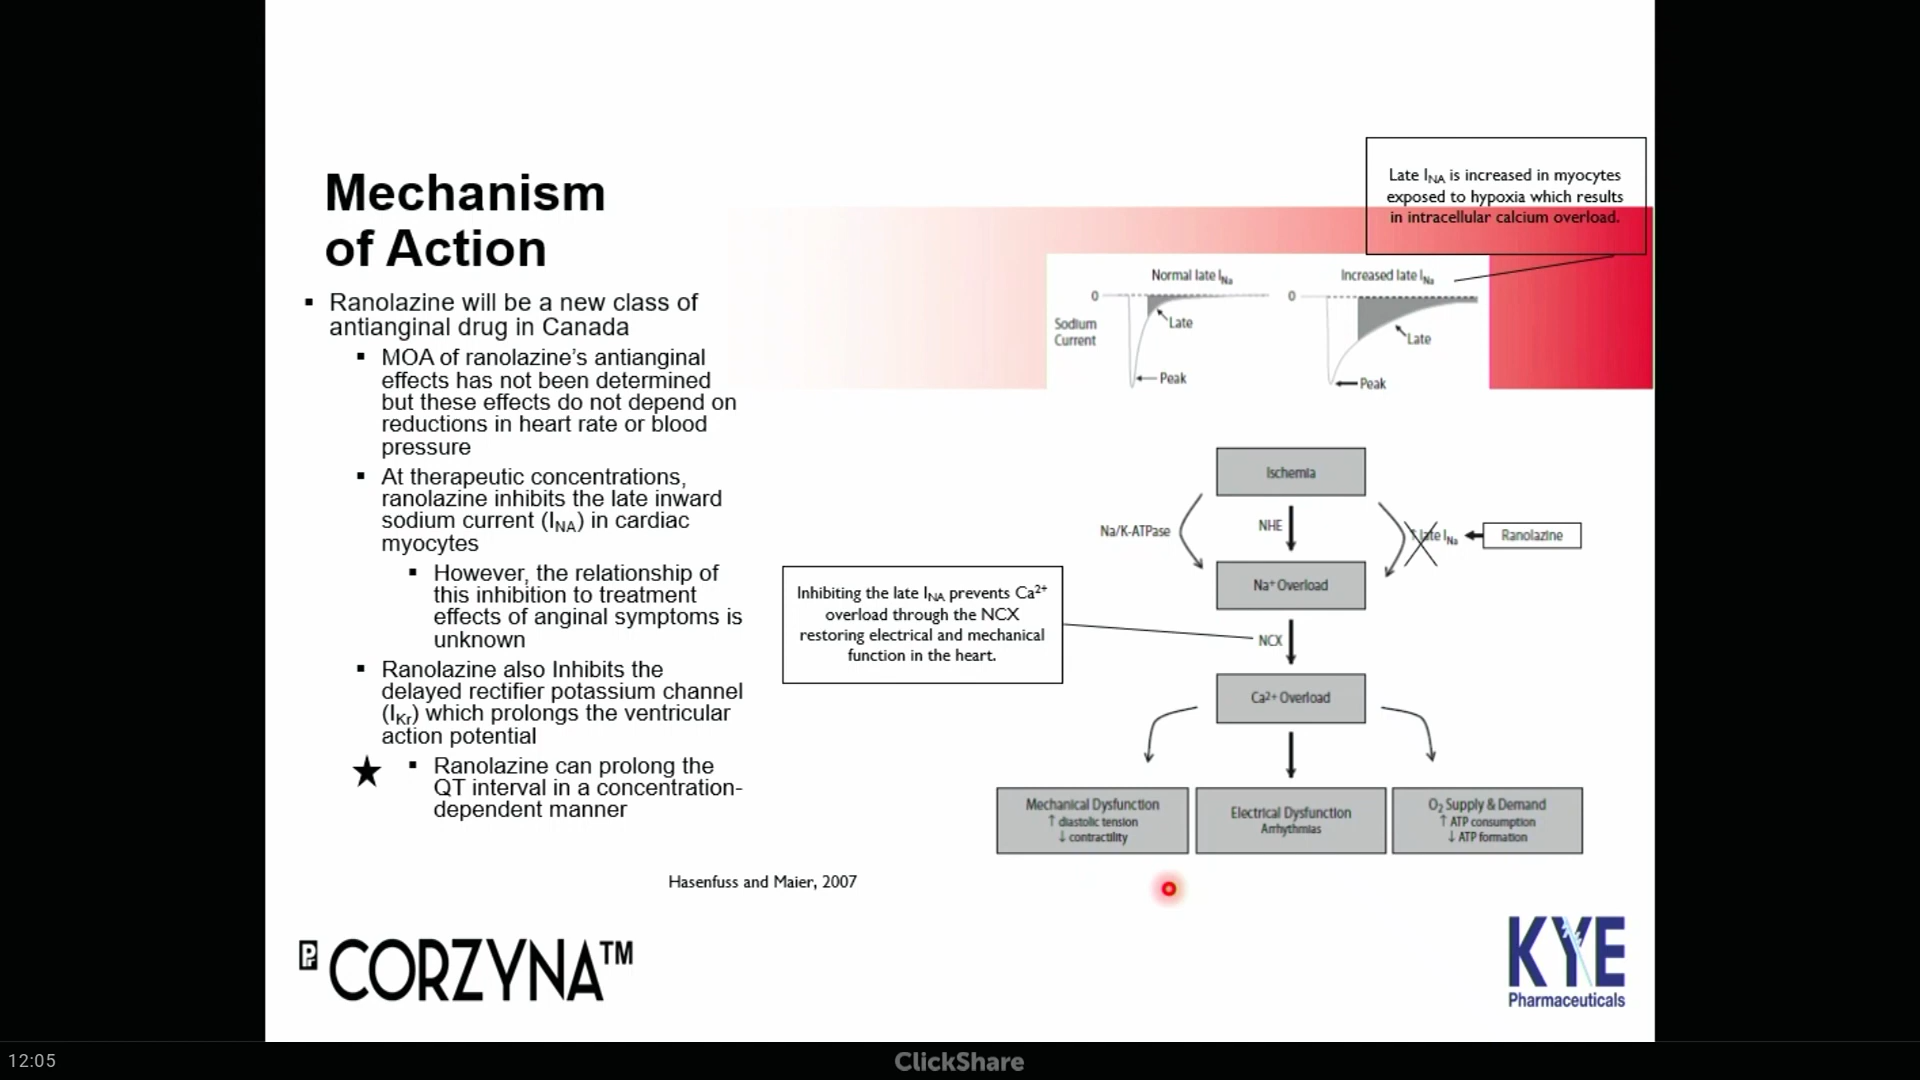 Mechanism
of Action
▪ Ranolazine will be a new class of
antianginal drug in Canada
▪ MOA of ranolazine's antianginal
effects has not been determined
but these effects do not depend on
reductions in heart rate or blood
pressure
▪ At therapeutic concentrations,
ranolazine inhibits the late inward
sodium current (I_NA) in cardiac
myocytes
▪ However, the relationship of
this inhibition to treatment
effects of anginal symptoms is
unknown
▪ Ranolazine also Inhibits the
delayed rectifier potassium channel
(I_Kr) which prolongs the ventricular
action potential
★ ▪ Ranolazine can prolong the
QT interval in a concentration-
dependent manner
Late I_NA is increased in myocytes
exposed to hypoxia which results
in intracellular calcium overload.
Normal late I_Na
0
Sodium
Current
Late
Peak
Increased late I_Na
0
Late
Peak
Ischemia
Na/K-ATPase
NHE
↑ late I_Na
Ranolazine
Na⁺ Overload
Inhibiting the late I_NA prevents Ca²⁺
overload through the NCX
restoring electrical and mechanical
function in the heart.
NCX
Ca²⁺ Overload
Mechanical Dysfunction
↑ diastolic tension
↓ contractility
Electrical Dysfunction
Arrhythmias
O₂ Supply & Demand
↑ ATP consumption
↓ ATP formation
Hasenfuss and Maier, 2007
Pr CORZYNA™
KYE
Pharmaceuticals
12:05
ClickShare